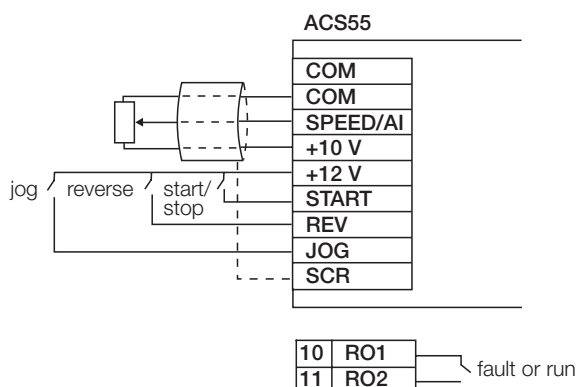 ACS55
COM
COM
SPEED/AI
+10 V
+12 V
START
REV
JOG
SCR
jog
reverse
start/
stop
10 RO1
11 RO2
fault or run